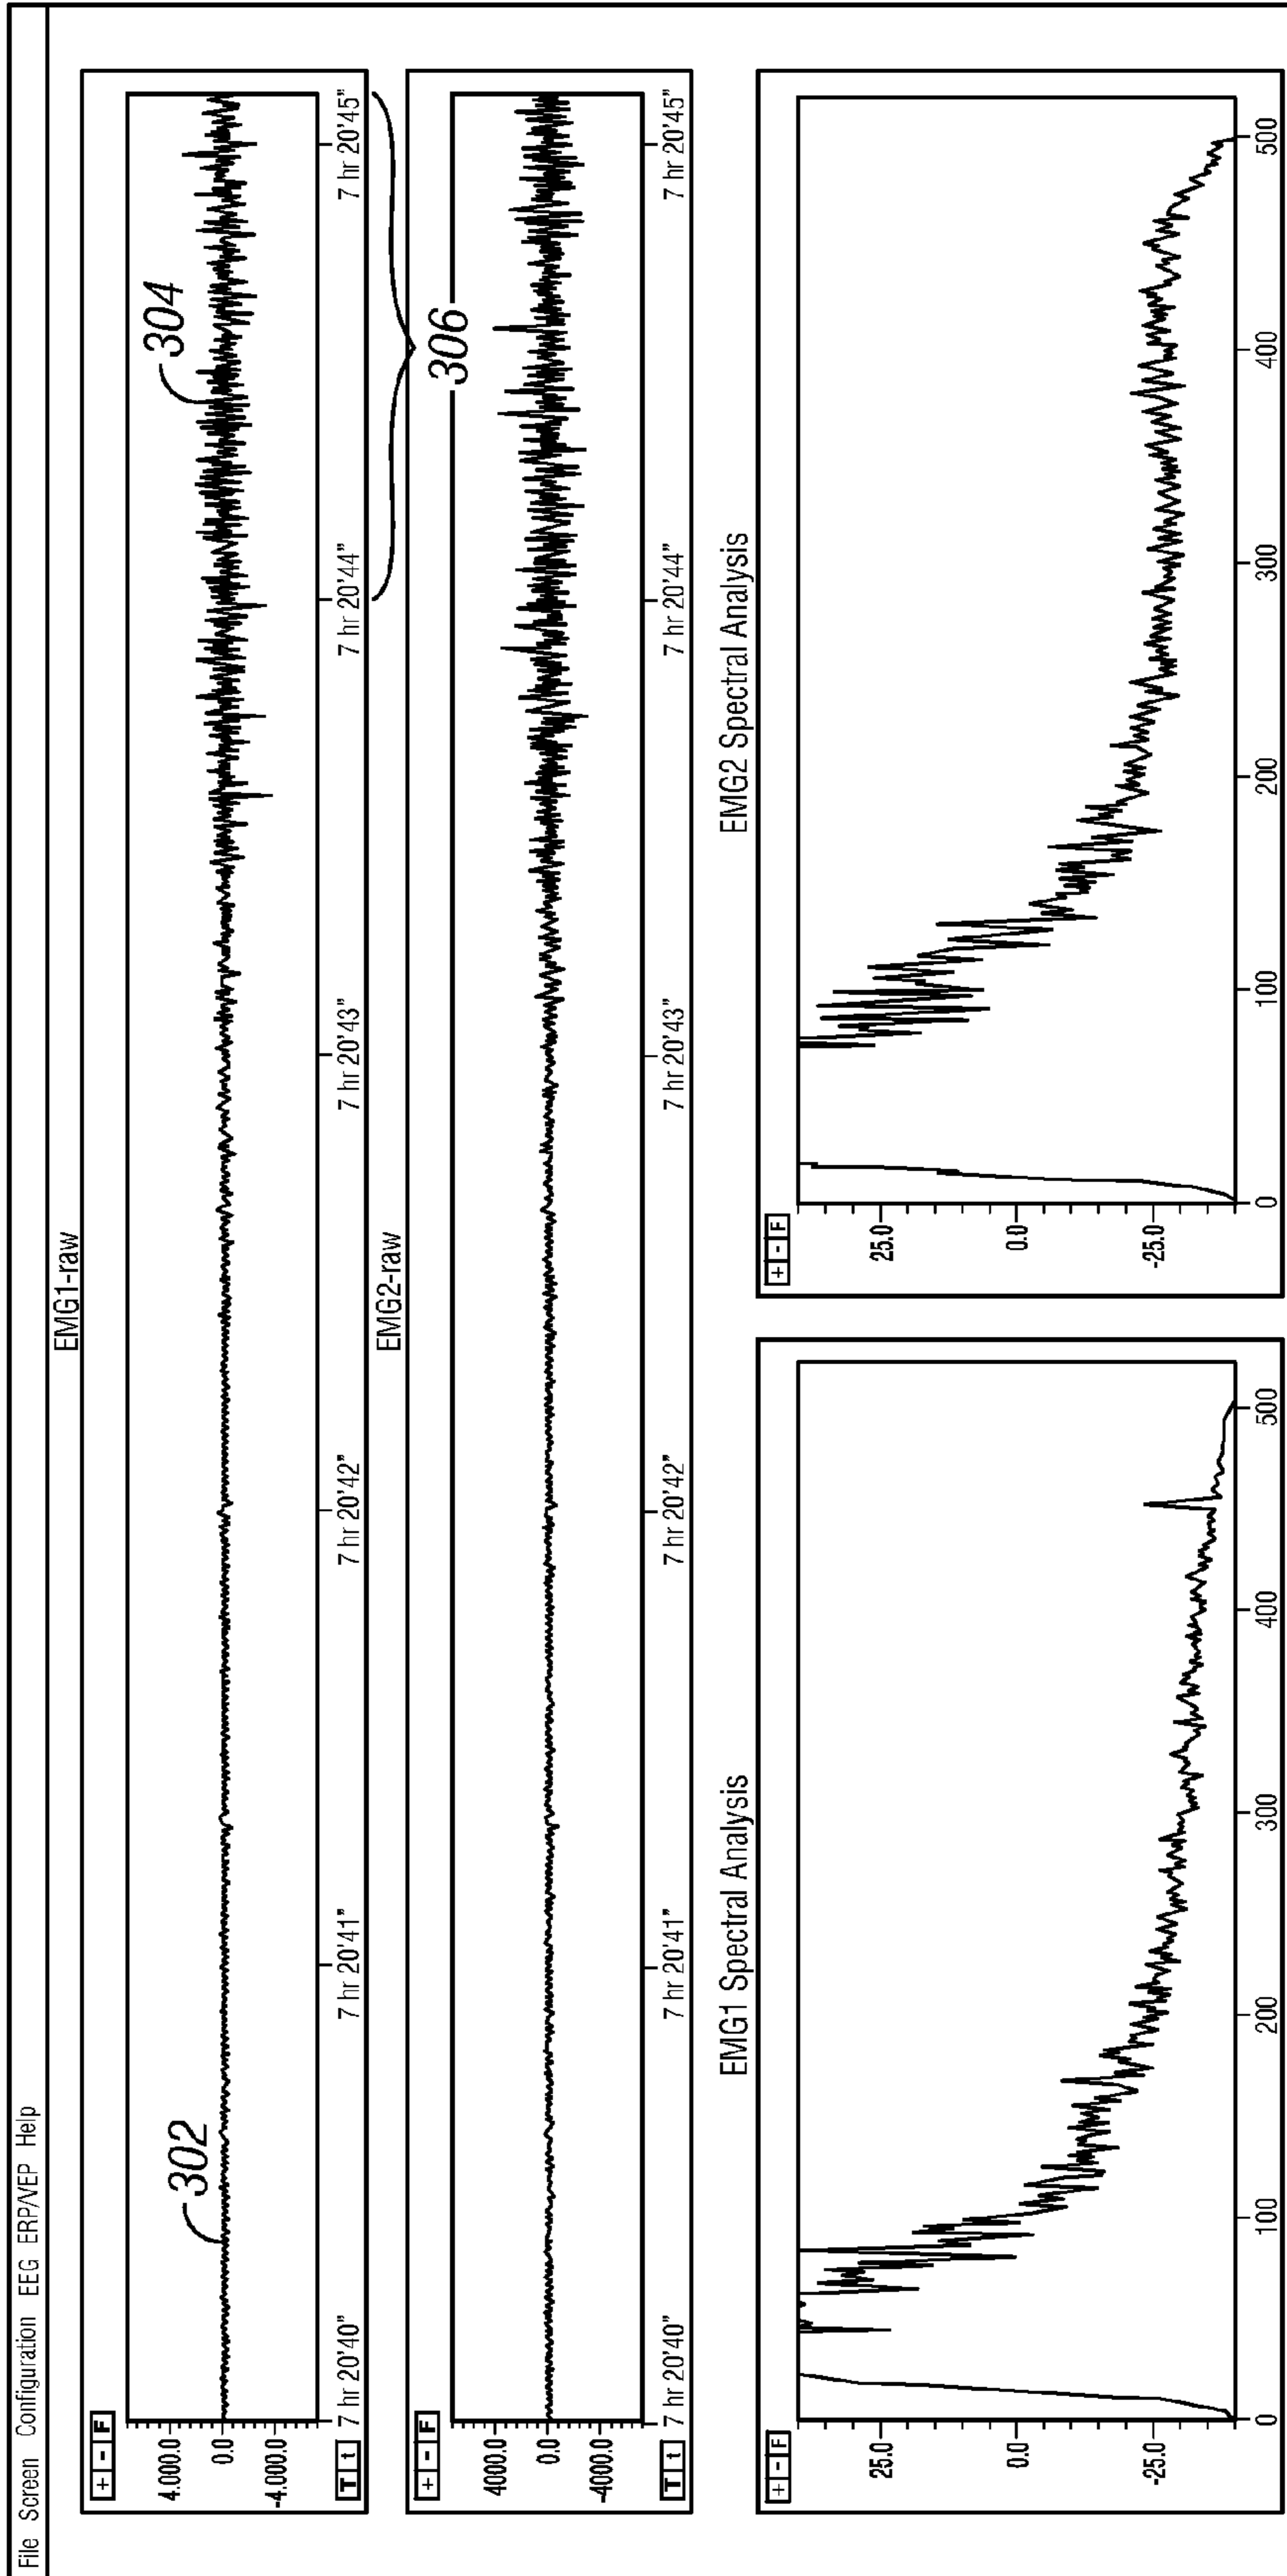 File Screen Configuration EEG ERP/VEP Help
EMG1-raw
+ - F
4.000.0
0.0
-4.000.0
T t
302
304
7 hr 20'40" 7 hr 20'41" 7 hr 20'42" 7 hr 20'43" 7 hr 20'44" 7 hr 20'45"
EMG2-raw
306
+ - F
4000.0
0.0
-4000.0
T t
7 hr 20'40" 7 hr 20'41" 7 hr 20'42" 7 hr 20'43" 7 hr 20'44" 7 hr 20'45"
EMG1 Spectral Analysis
+ - F
25.0
0.0
-25.0
0 100 200 300 400 500
EMG2 Spectral Analysis
+ - F
25.0
0.0
-25.0
0 100 200 300 400 500